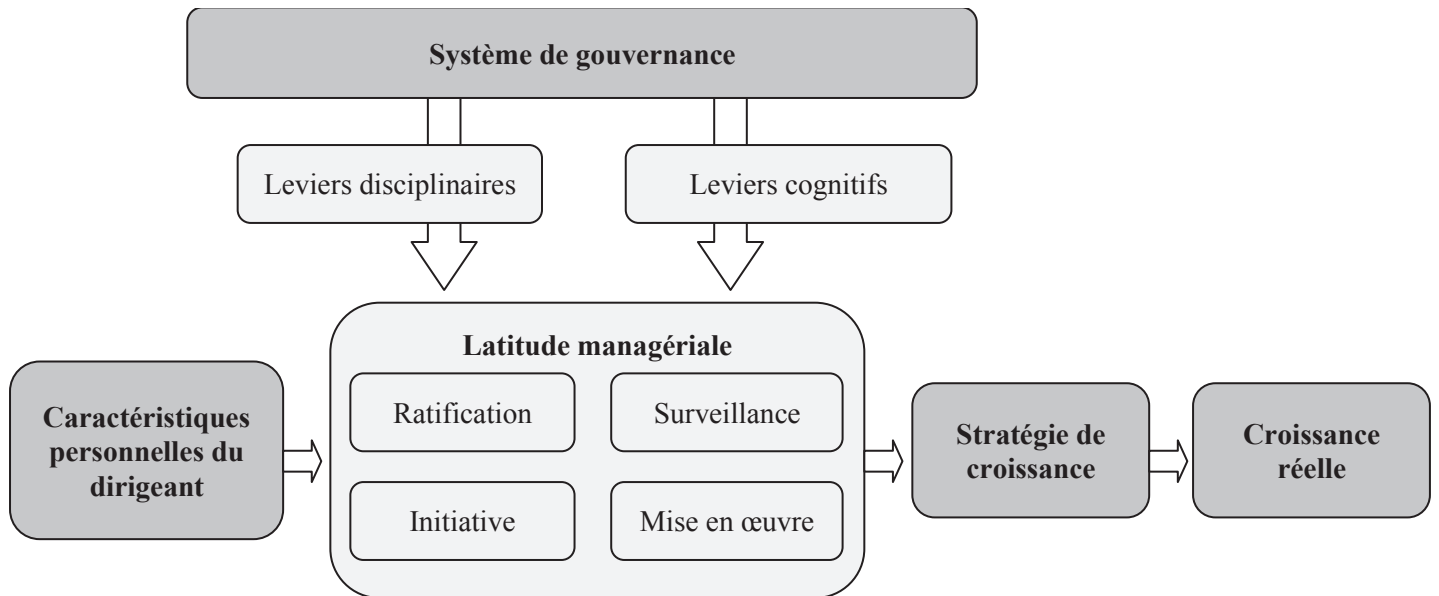 Système de gouvernance
Leviers disciplinaires
Leviers cognitifs
Latitude managériale
Caractéristiques
personnelles du
dirigeant
Ratification
Surveillance
Initiative
Mise en œuvre
Stratégie de
croissance
Croissance
réelle